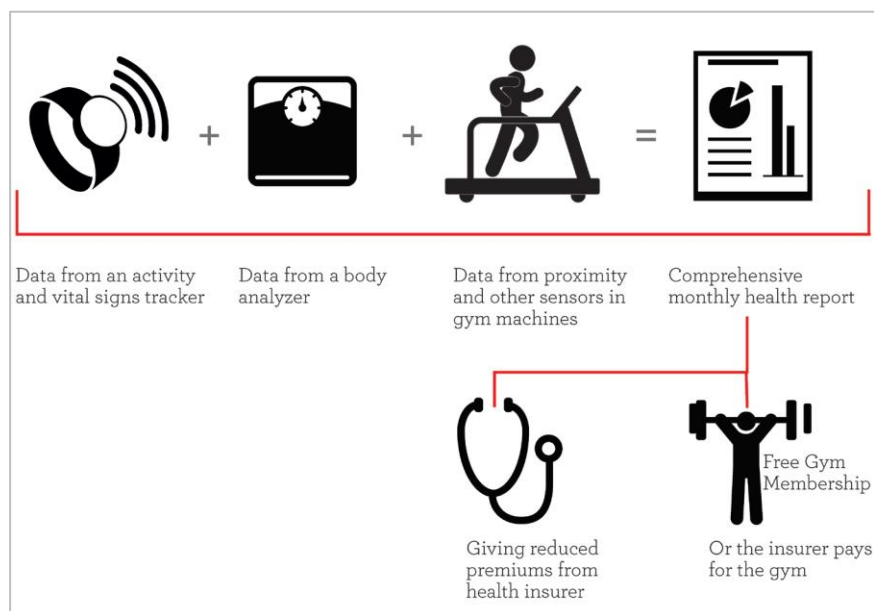 + + =
Data from an activity
and vital signs tracker
Data from a body
analyzer
Data from proximity
and other sensors in
gym machines
Comprehensive
monthly health report
Free Gym
Membership
Giving reduced
premiums from
health insurer
Or the insurer pays
for the gym